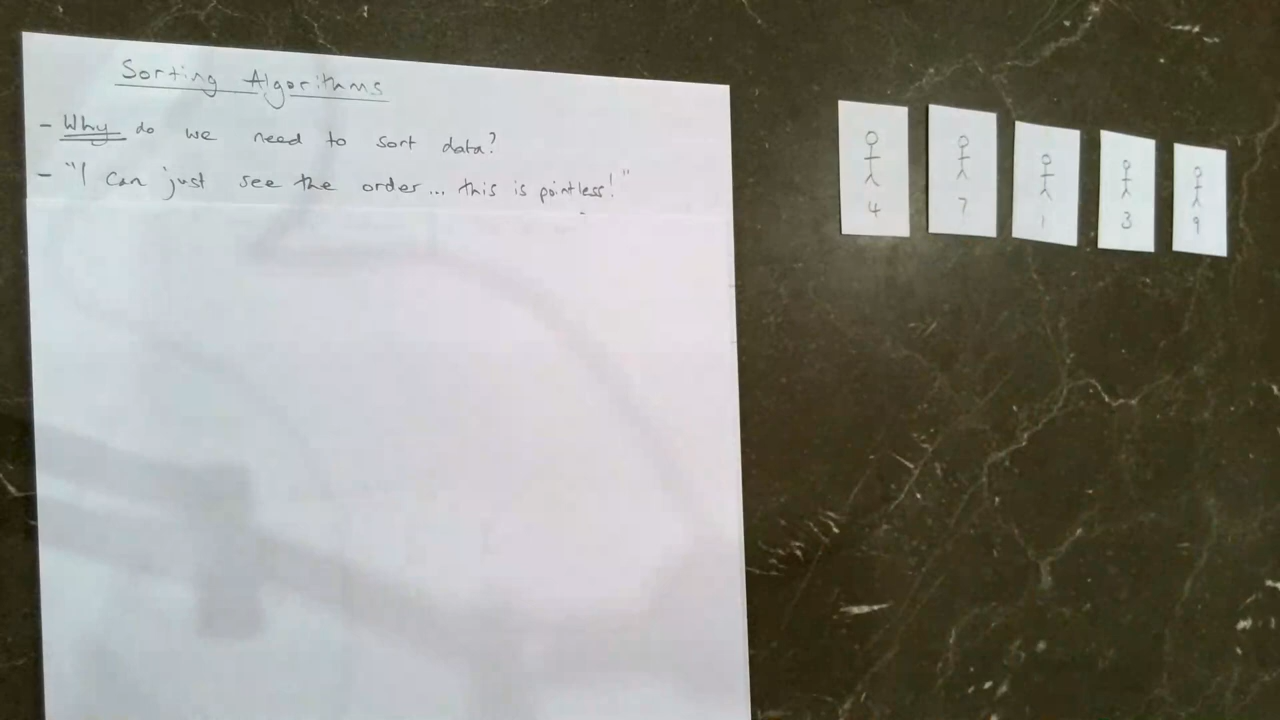 Sorting Algorithms
- Why do we need to sort data?
- "I can just see the order... this is pointless!"
4 7 1 3 9